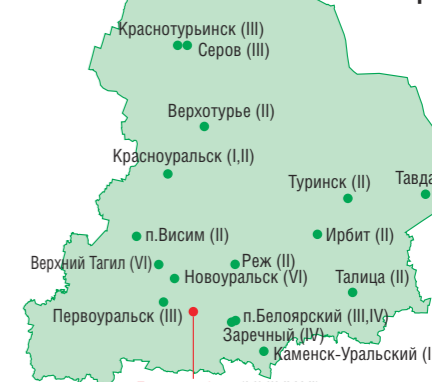 Краснотурьинск (III)
Серов (III)
Верхотурье (II)
Красноуральск (I,II)
Туринск (II)
Тавда
п.Висим (II)
Ирбит (II)
Верхний Тагил (VI)
Реж (II)
Новоуральск (VI)
Талица (II)
Первоуральск (III)
п.Белоярский (III,IV)
Заречный (IV)
Каменск-Уральский (I